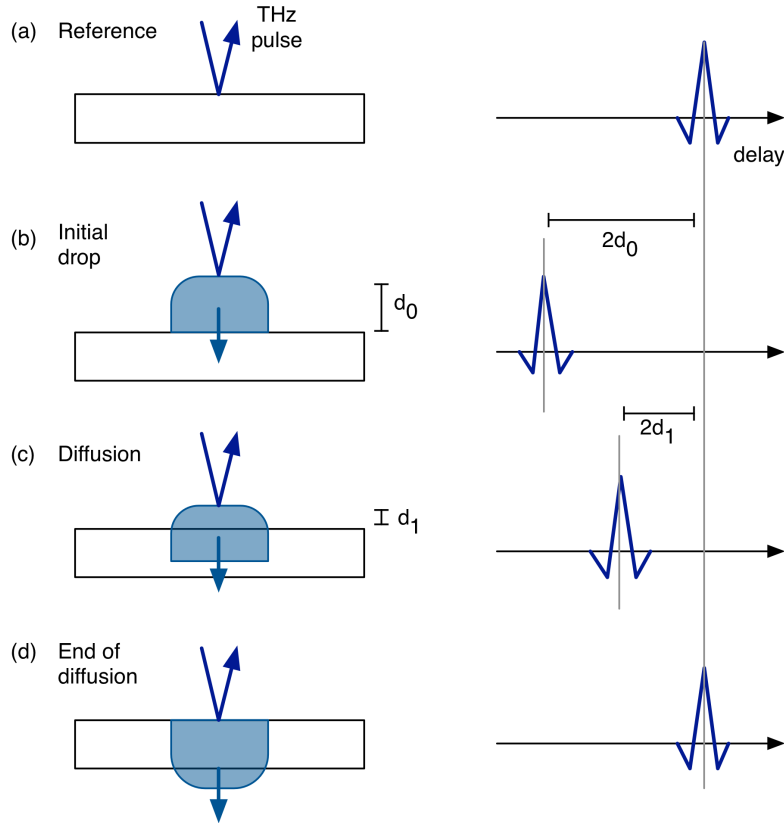 (a) Reference
THz
pulse
delay
(b) Initial
drop
d0
2d0
(c) Diffusion
d1
2d1
(d) End of
diffusion